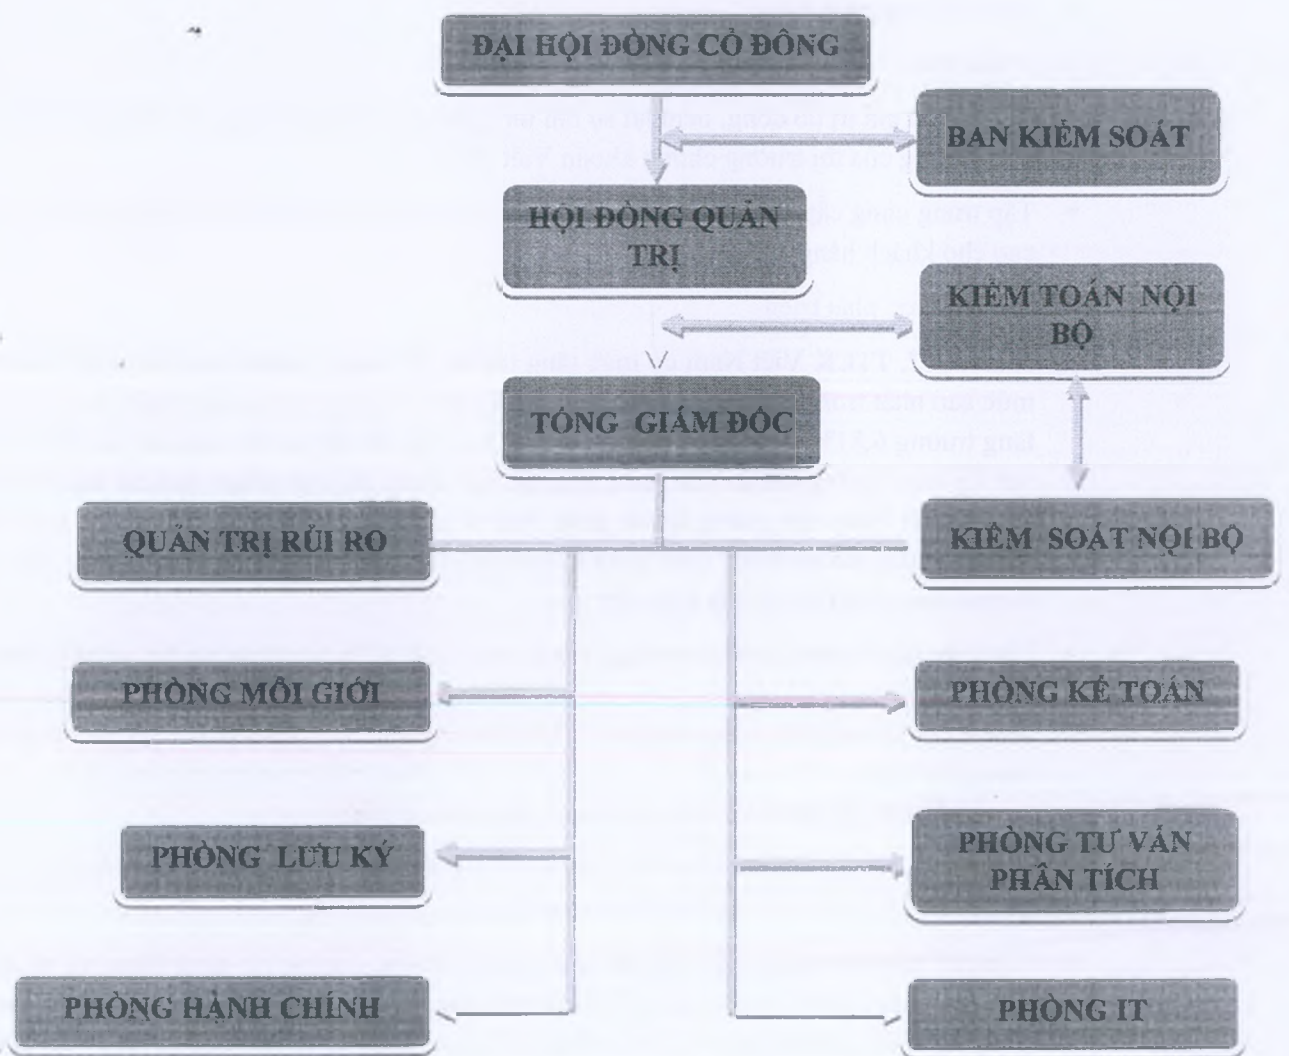 ĐẠI HỘI ĐỒNG CỔ ĐÔNG
BAN KIỂM SOÁT
HỘI ĐỒNG QUẢN
TRỊ
KIỂM TOÁN NỘI
BỘ
TỔNG GIÁM ĐỐC
QUẢN TRỊ RỦI RO
KIỂM SOÁT NỘI BỘ
PHÒNG MÔI GIỚI
PHÒNG KẾ TOÁN
PHÒNG LƯU KÝ
PHÒNG TƯ VẤN
PHÂN TÍCH
PHÒNG HÀNH CHÍNH
PHÒNG IT